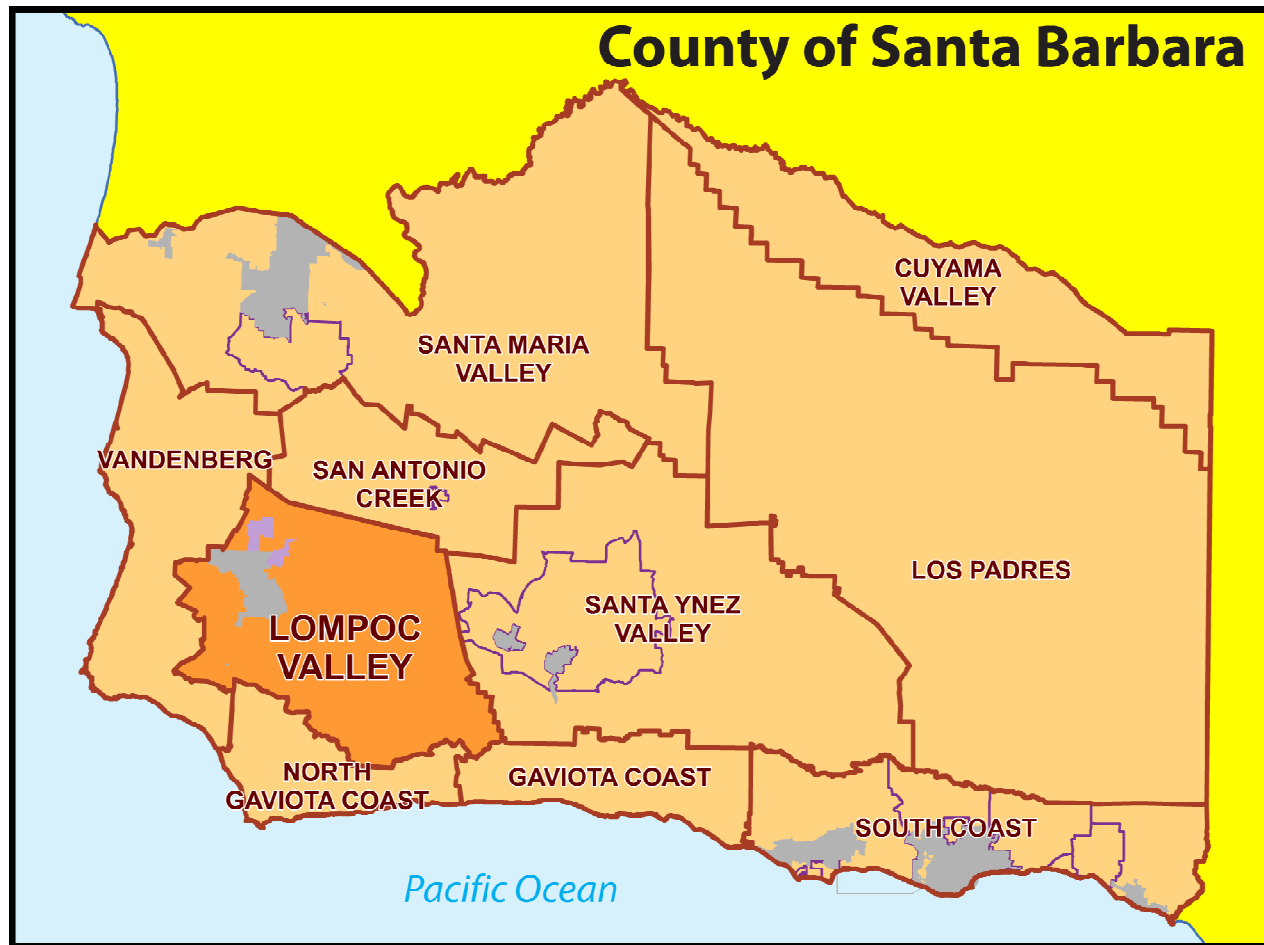 County of Santa Barbara
CUYAMA
VALLEY
SANTA MARIA
VALLEY
VANDENBERG
SAN ANTONIO
CREEK
LOS PADRES
SANTA YNEZ
VALLEY
LOMPOC
VALLEY
NORTH
GAVIOTA COAST
GAVIOTA COAST
SOUTH COAST
Pacific Ocean